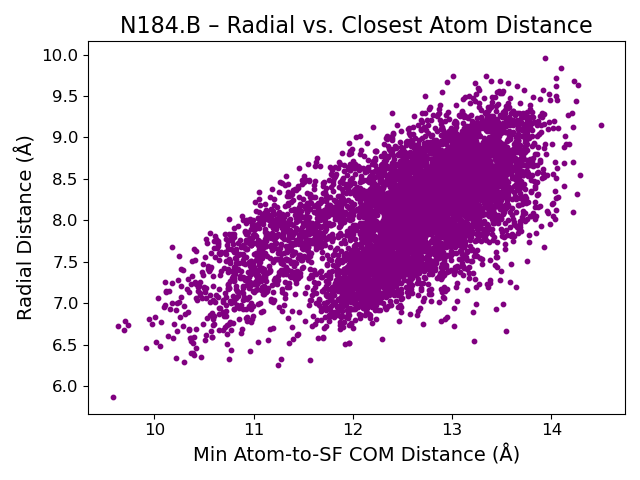 N184.B – Radial vs. Closest Atom Distance
10.0
9.5
9.0
8.5
8.0
7.5
7.0
6.5
6.0
Radial Distance (Å)
10 11 12 13 14
Min Atom-to-SF COM Distance (Å)